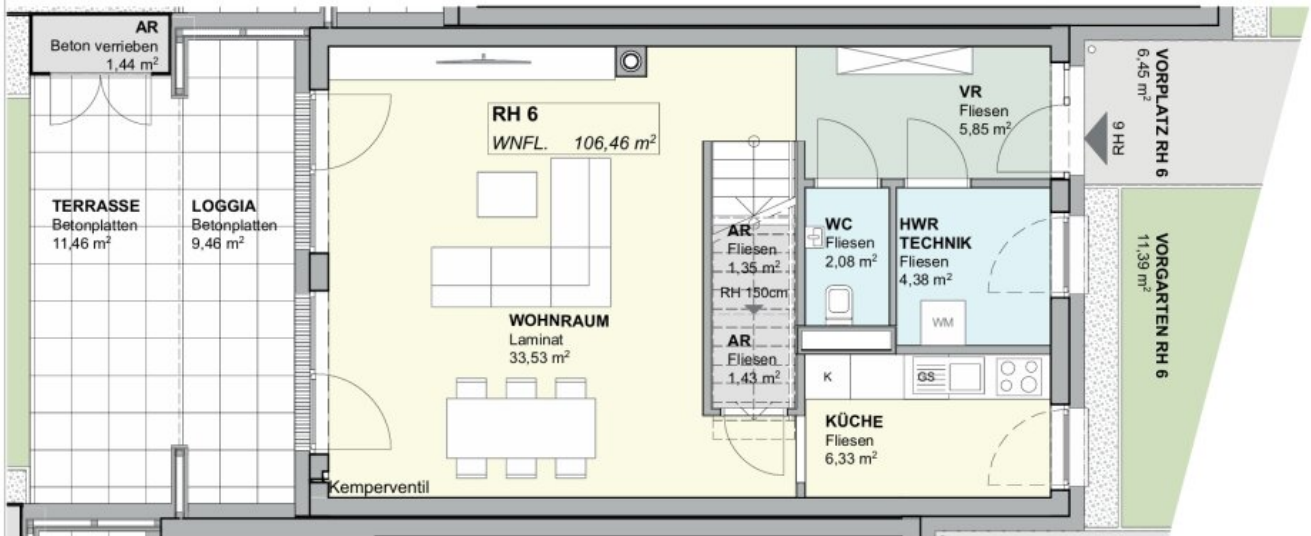 AR
Beton verrieben
1,44 m²
TERRASSE
Betonplatten
11,46 m²
LOGGIA
Betonplatten
9,46 m²
RH 6
WNFL. 106,46 m²
WOHNRAUM
Laminat
33,53 m²
Kemperventil
AR
Fliesen
1,35 m²
RH 150cm
AR
Fliesen
1,43 m²
VR
Fliesen
5,85 m²
WC
Fliesen
2,08 m²
HWR
TECHNIK
Fliesen
4,38 m²
WM
K
GS
KÜCHE
Fliesen
6,33 m²
RH 6
VORPLATZ RH 6
6,45 m²
VORGARTEN RH 6
11,39 m²